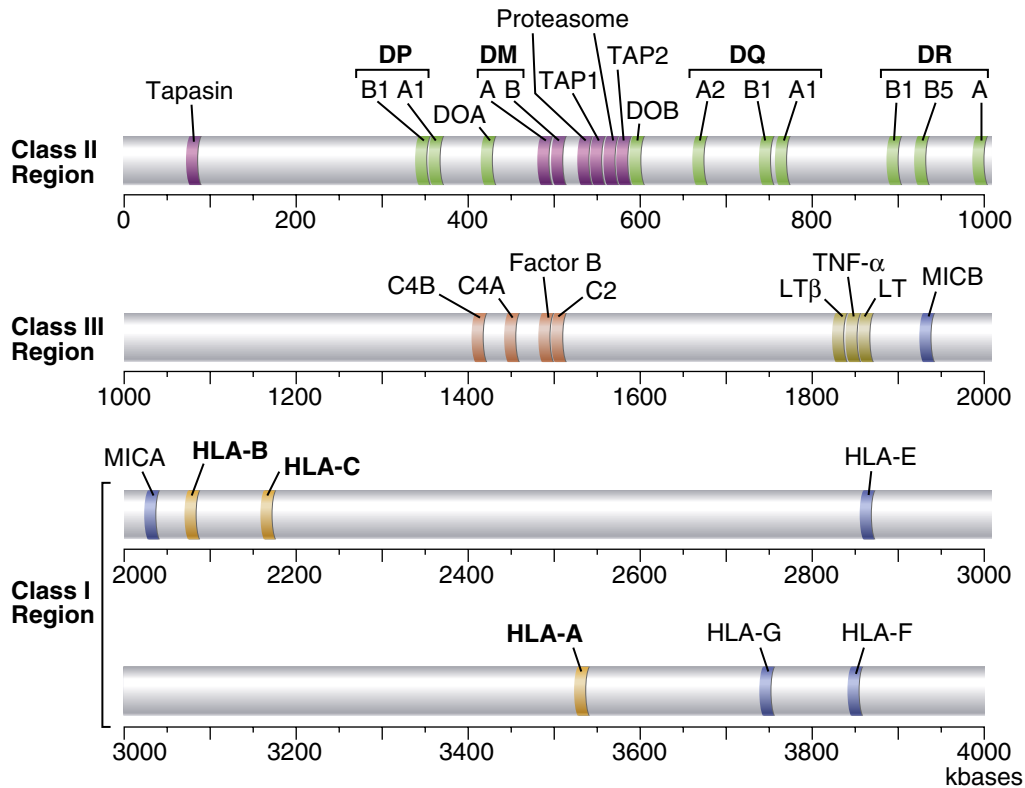 Proteasome
DP DM TAP2 DQ DR
Tapasin B1 A1 A B TAP1 A2 B1 A1 B1 B5 A
DOA DOB
Class II
Region
0 200 400 600 800 1000
Factor B TNF-α
C4B C4A C2 LTβ LT MICB
Class III
Region
1000 1200 1400 1600 1800 2000
MICA HLA-B HLA-C HLA-E
2000 2200 2400 2600 2800 3000
Class I
Region
HLA-A HLA-G HLA-F
3000 3200 3400 3600 3800 4000
kbases